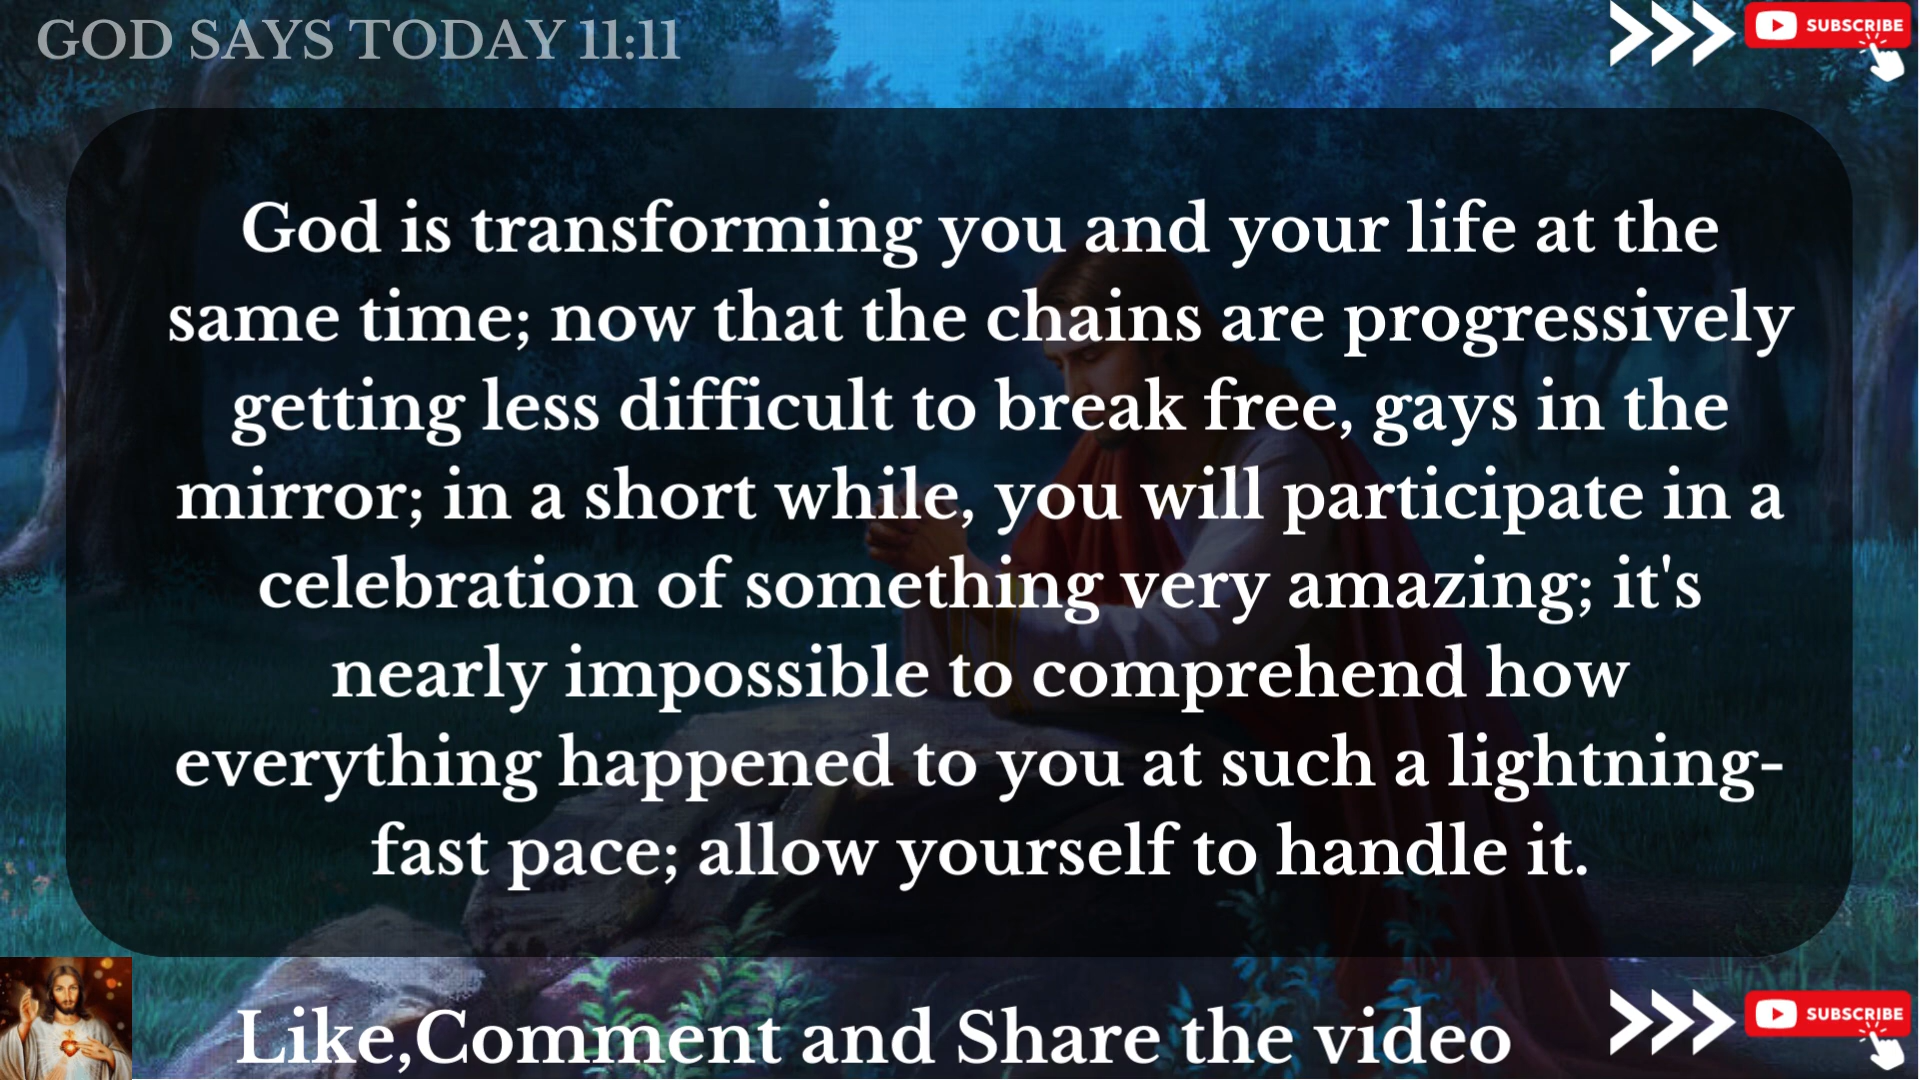 GOD SAYS TODAY 11:11
SUBSCRIBE
God is transforming you and your life at the
same time; now that the chains are progressively
getting less difficult to break free, gays in the
mirror; in a short while, you will participate in a
celebration of something very amazing; it's
nearly impossible to comprehend how
everything happened to you at such a lightning-
fast pace; allow yourself to handle it.
Like,Comment and Share the video
SUBSCRIBE